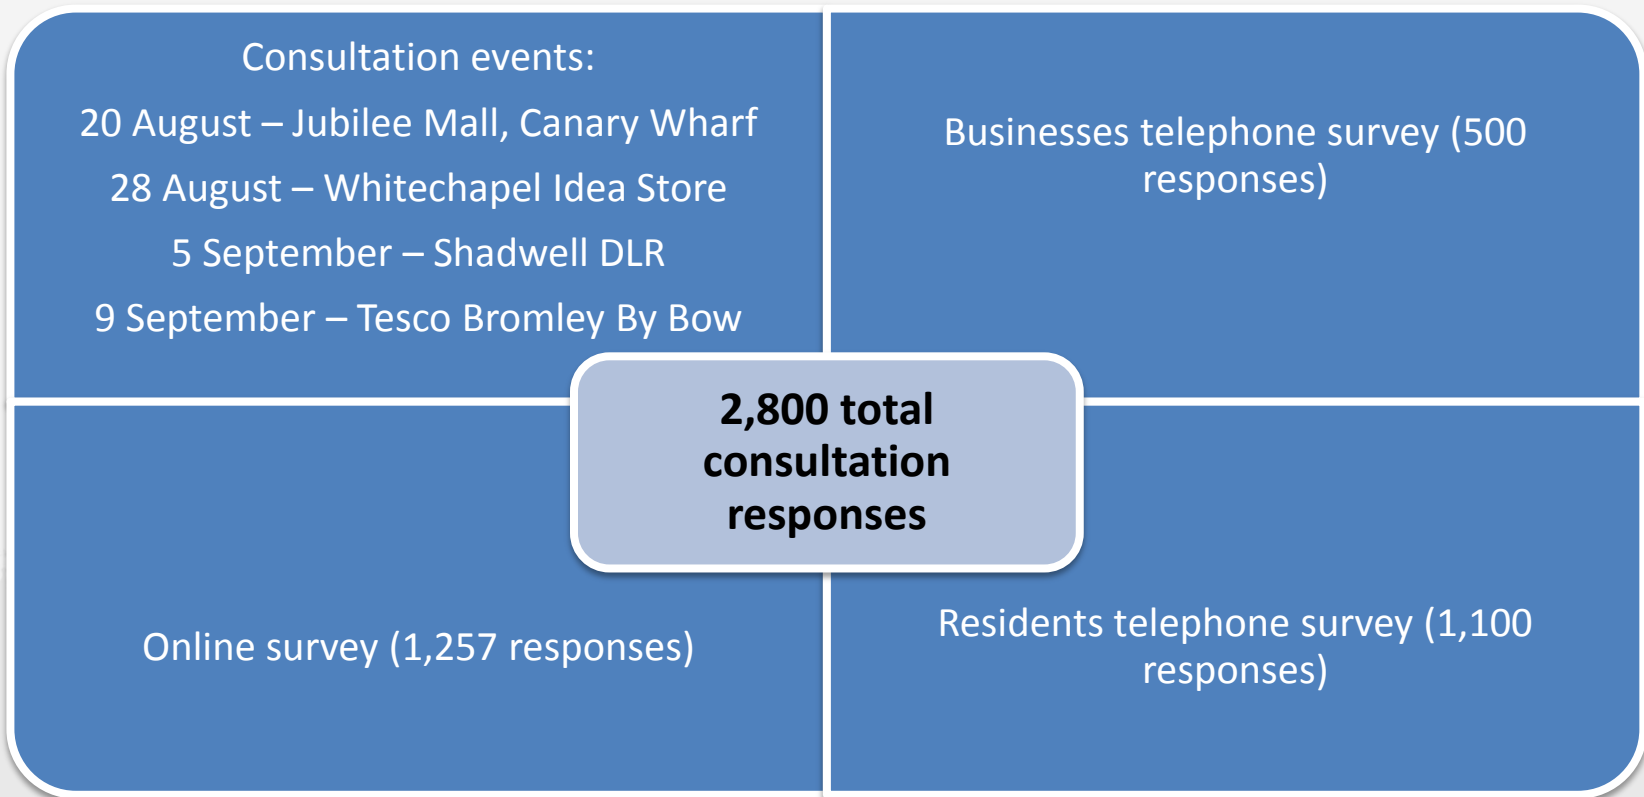 Consultation events:
20 August – Jubilee Mall, Canary Wharf
28 August – Whitechapel Idea Store
5 September – Shadwell DLR
9 September – Tesco Bromley By Bow
Businesses telephone survey (500
responses)
2,800 total
consultation
responses
Online survey (1,257 responses)
Residents telephone survey (1,100
responses)